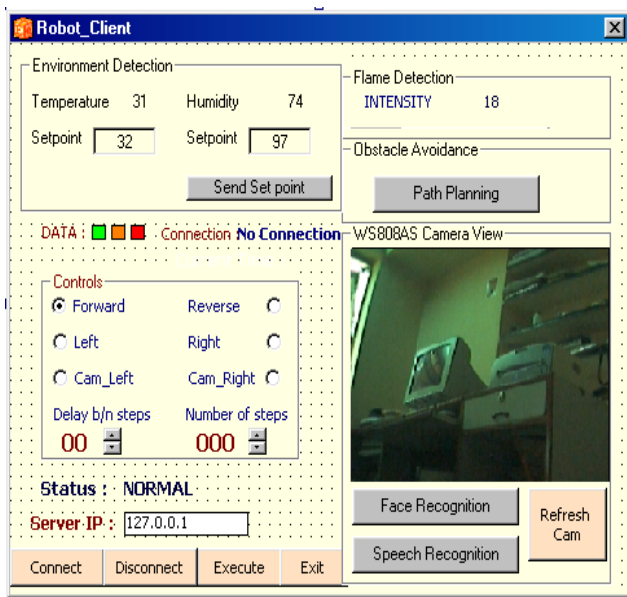 Robot_Client
Environment Detection
Temperature 31 Humidity 74
Setpoint 32 Setpoint 97
Send Set point
Flame Detection
INTENSITY 18
Obstacle Avoidance
Path Planning
DATA : Connection No Connection
WS808AS Camera View
Controls
Forward Reverse
Left Right
Cam_Left Cam_Right
Delay b/n steps Number of steps
00 000
Status : NORMAL
Server IP : 127.0.0.1
Connect Disconnect Execute Exit
Face Recognition
Speech Recognition
Refresh
Cam